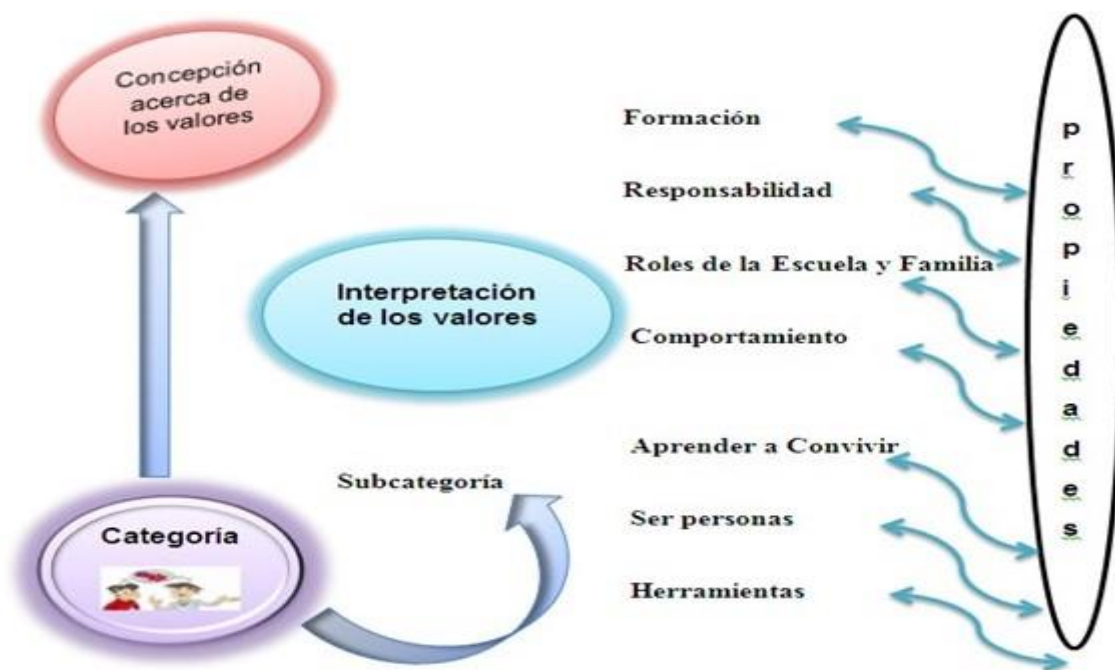 Concepción
acerca de
los valores
Interpretación
de los valores
Categoría
Subcategoría
Formación
Responsabilidad
Roles de la Escuela y Familia
Comportamiento
Aprender a Convivir
Ser personas
Herramientas
propiedades